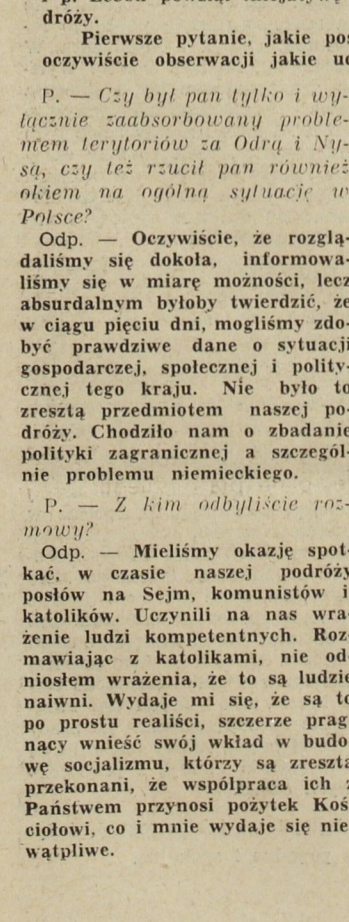 dróży.
Pierwsze pytanie, jakie
oczywiście obserwacji jakie
P. — Czy był pan tylko i wy-
łącznie zaabsorbowany proble-
mem terytoriów za Odrą i Ny-
są, czy też rzucił pan również
okiem na ogólną sytuację w
Polsce?
Odp. — Oczywiście, że rozglą-
daliśmy się dokoła, informowa-
liśmy się w miarę możności, lecz
absurdalnym byłoby twierdzić, że
w ciągu pięciu dni, mogliśmy zdo-
być prawdziwe dane o sytuacji
gospodarczej, społecznej i polity-
cznej tego kraju. Nie było to
zresztą przedmiotem naszej po-
dróży. Chodziło nam o zbadanie
polityki zagranicznej a szczegól-
nie problemu niemieckiego.
P. — Z kim odbyliście roz-
mowy?
Odp. — Mieliśmy okazję spot-
kać, w czasie naszej podróży
posłów na Sejm, komunistów i
katolików. Uczynili na nas wra-
żenie ludzi kompetentnych. Roz-
mawiając z katolikami, nie od-
niosłem wrażenia, że to są ludzie
naiwni. Wydaje mi się, że są to
po prostu realiści, szczerze prag-
nący wnieść swój wkład w budo-
wę socjalizmu, którzy są zresztą
przekonani, że współpraca ich z
Państwem przynosi pożytek Koś-
ciołowi, co i mnie wydaje się nie-
wątpliwe.